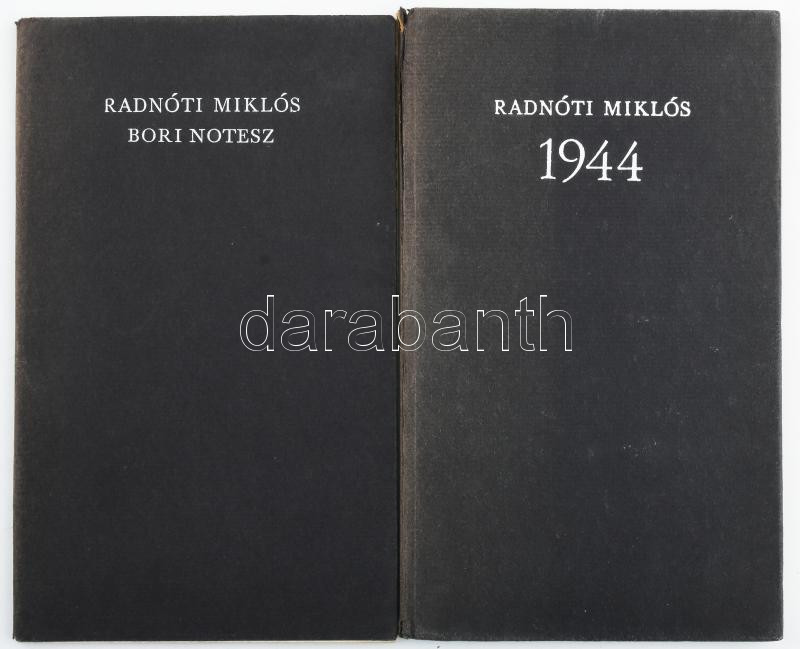 RADNÓTI MIKLÓS
BORI NOTESZ
RADNÓTI MIKLÓS
1944
darabanth